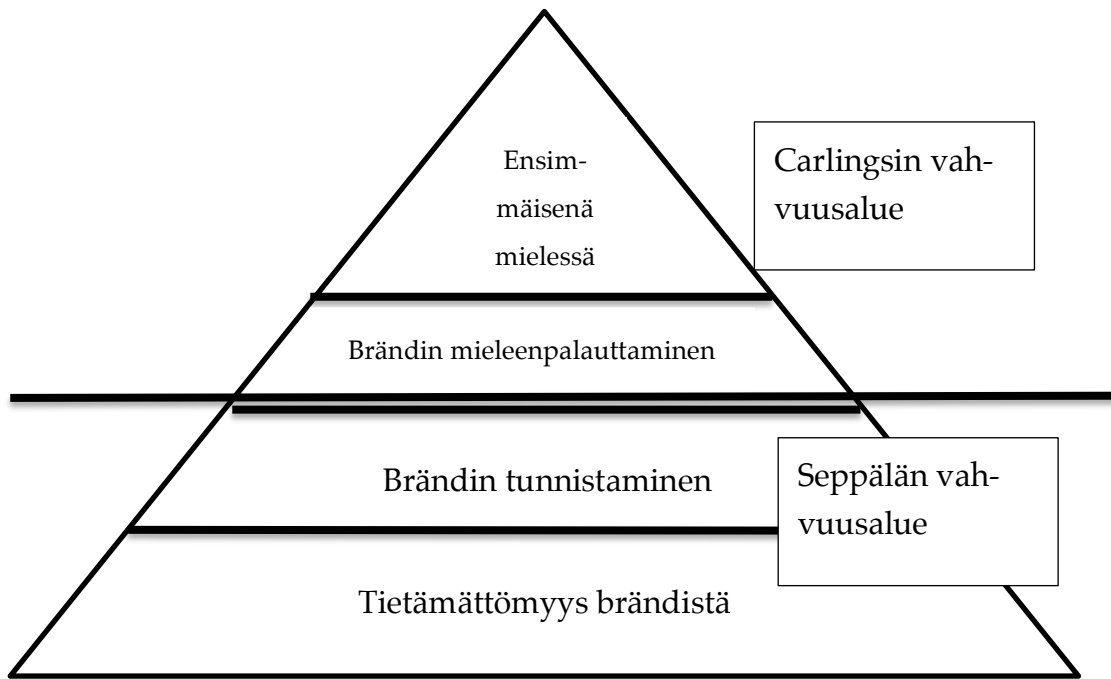 Ensim-
mäisenä
mielessä
Carlingsin vah-
vuusalue
Brändin mieleenpalauttaminen
Brändin tunnistaminen
Seppälän vah-
vuusalue
Tietämättömyys brändistä